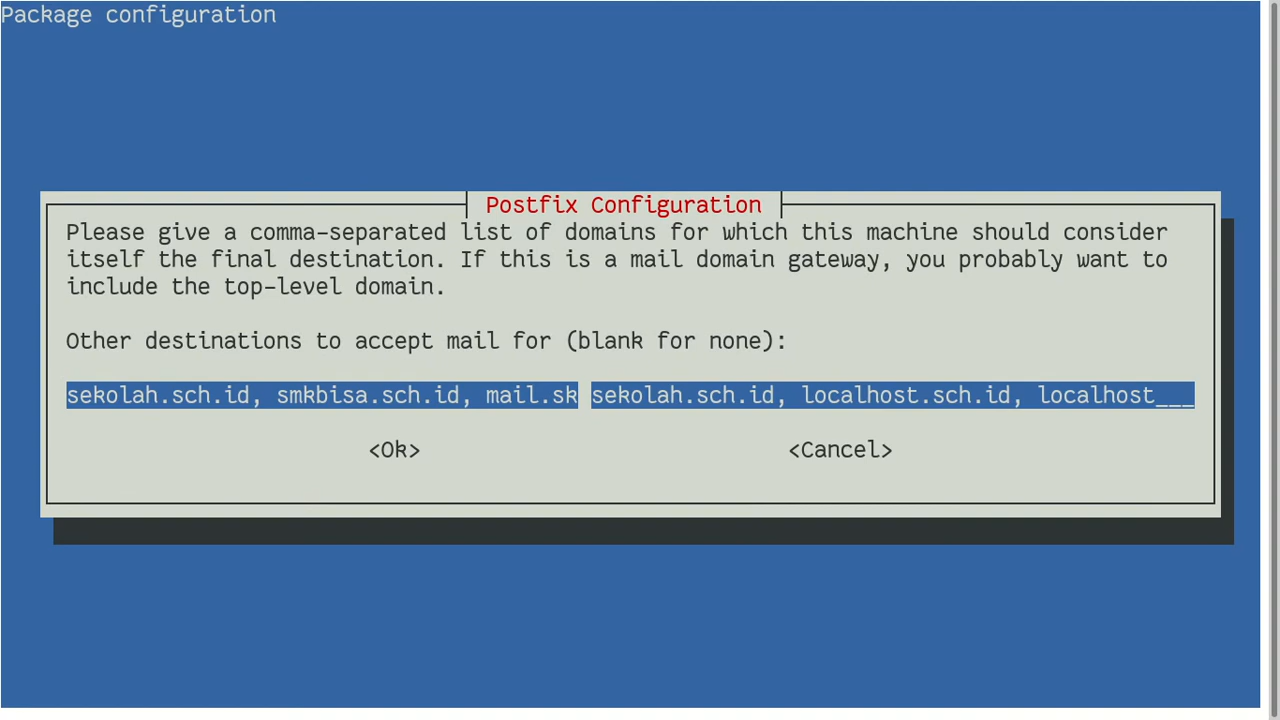 Package configuration
Postfix Configuration
Please give a comma-separated list of domains for which this machine should consider
itself the final destination. If this is a mail domain gateway, you probably want to
include the top-level domain.
Other destinations to accept mail for (blank for none):
sekolah.sch.id, smkbisa.sch.id, mail.sk sekolah.sch.id, localhost.sch.id, localhost___
<Ok> <Cancel>